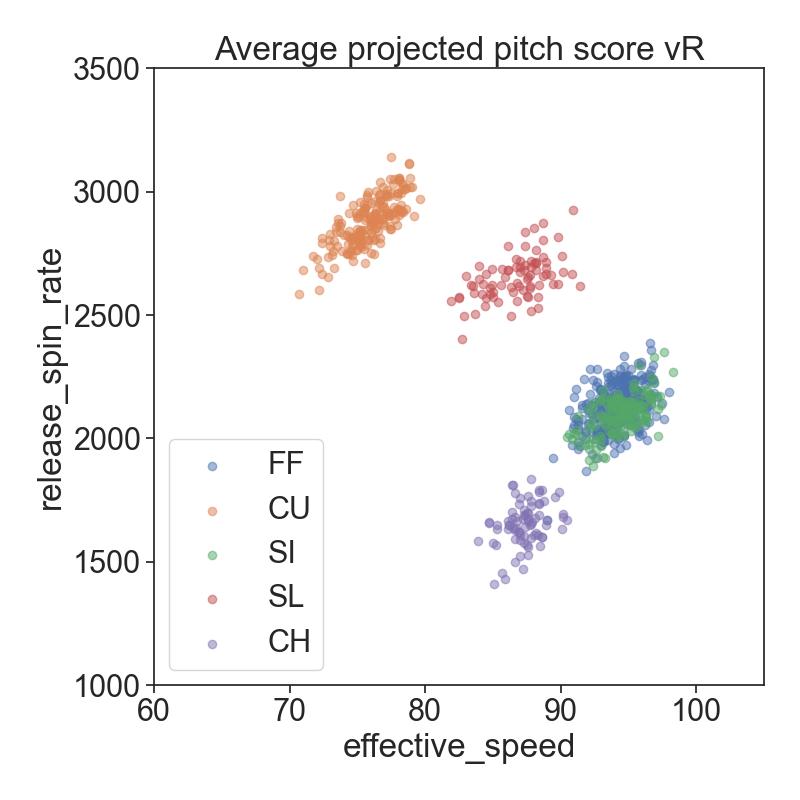 Average projected pitch score vR
3500
3000
2500
2000
1500
1000
release_spin_rate
FF
CU
SI
SL
CH
60
70
80
90
100
effective_speed